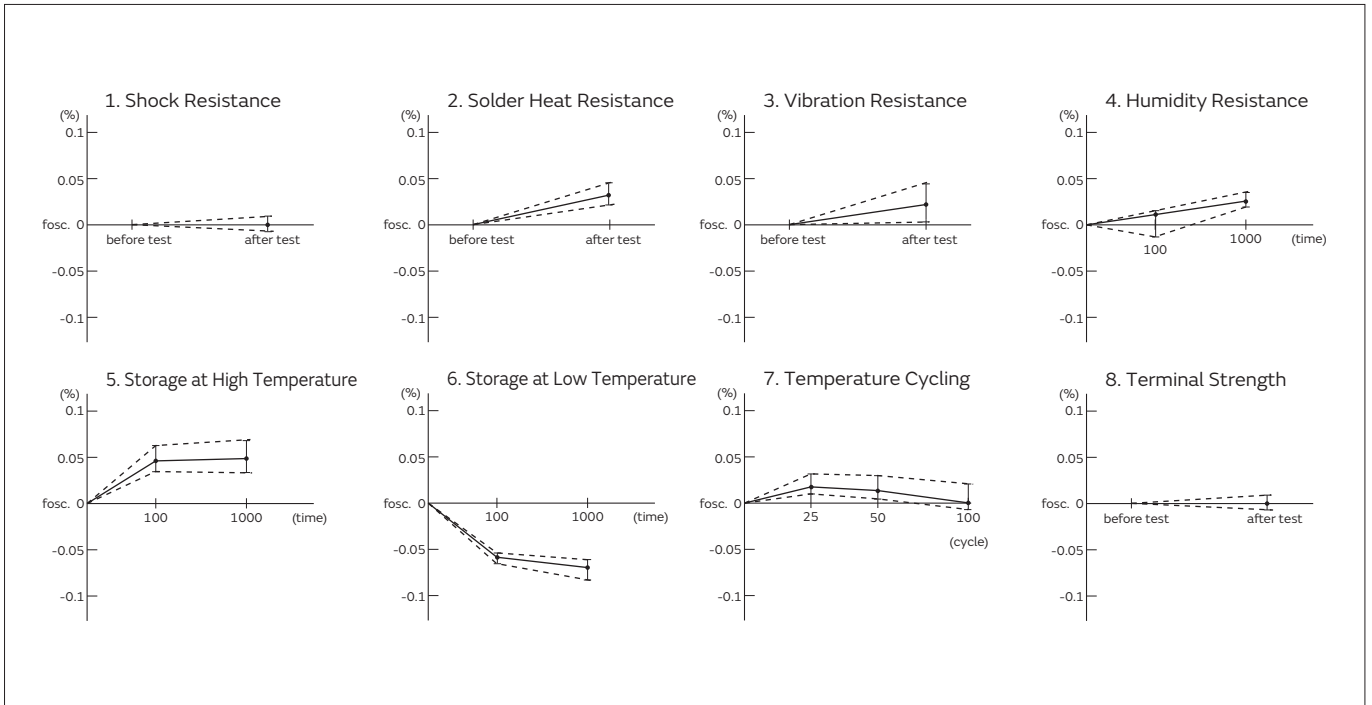 1. Shock Resistance
(%)
0.1
0.05
fosc. 0
-0.05
-0.1
before test
after test
2. Solder Heat Resistance
(%)
0.1
0.05
fosc. 0
-0.05
-0.1
before test
after test
3. Vibration Resistance
(%)
0.1
0.05
fosc. 0
-0.05
-0.1
before test
after test
4. Humidity Resistance
(%)
0.1
0.05
fosc. 0
-0.05
-0.1
100
1000
(time)
5. Storage at High Temperature
(%)
0.1
0.05
fosc. 0
-0.05
-0.1
100
1000
(time)
6. Storage at Low Temperature
(%)
0.1
0.05
fosc. 0
-0.05
-0.1
100
1000
(time)
7. Temperature Cycling
(%)
0.1
0.05
fosc. 0
-0.05
-0.1
25
50
100
(cycle)
8. Terminal Strength
(%)
0.1
0.05
fosc. 0
-0.05
-0.1
before test
after test